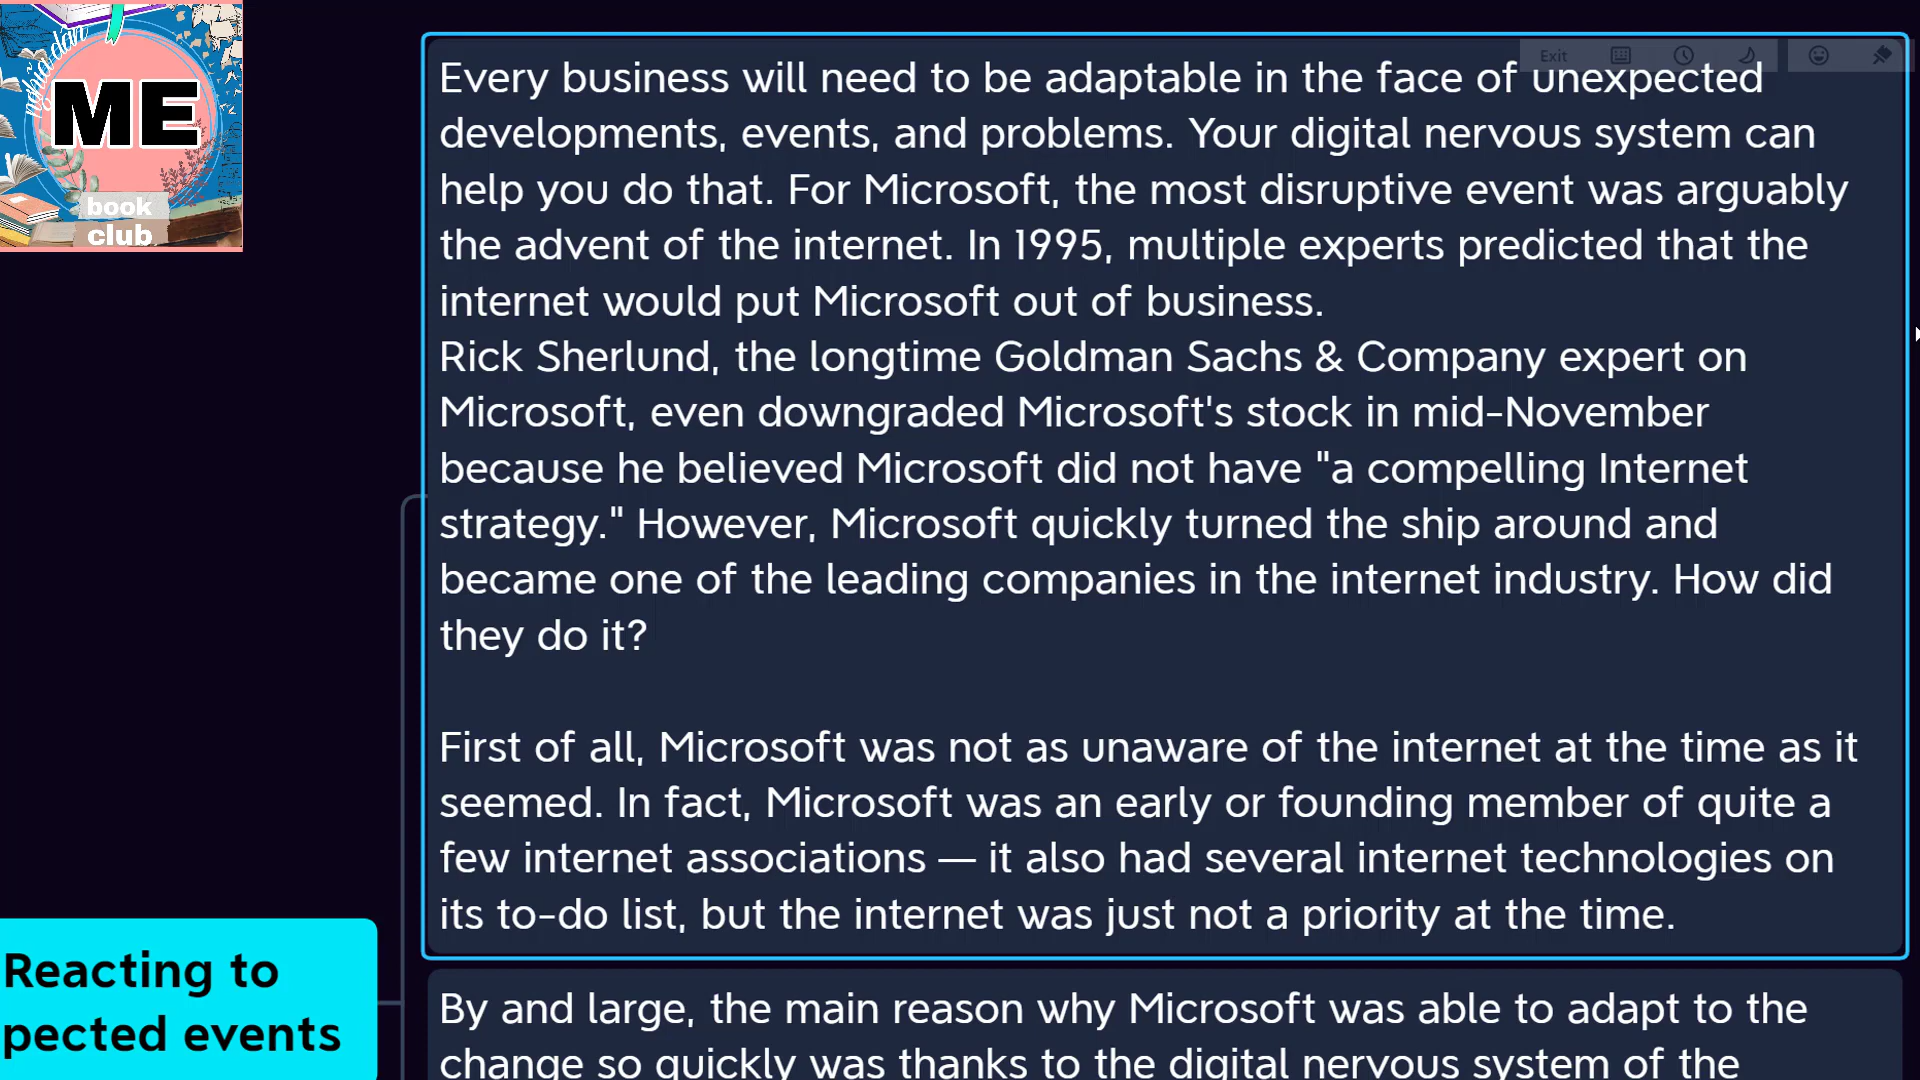 nghĩa dân
ME
book
club
Exit
Every business will need to be adaptable in the face of unexpected
developments, events, and problems. Your digital nervous system can
help you do that. For Microsoft, the most disruptive event was arguably
the advent of the internet. In 1995, multiple experts predicted that the
internet would put Microsoft out of business.
Rick Sherlund, the longtime Goldman Sachs & Company expert on
Microsoft, even downgraded Microsoft's stock in mid-November
because he believed Microsoft did not have "a compelling Internet
strategy." However, Microsoft quickly turned the ship around and
became one of the leading companies in the internet industry. How did
they do it?
First of all, Microsoft was not as unaware of the internet at the time as it
seemed. In fact, Microsoft was an early or founding member of quite a
few internet associations — it also had several internet technologies on
its to-do list, but the internet was just not a priority at the time.
Reacting to
pected events
By and large, the main reason why Microsoft was able to adapt to the
change so quickly was thanks to the digital nervous system of the